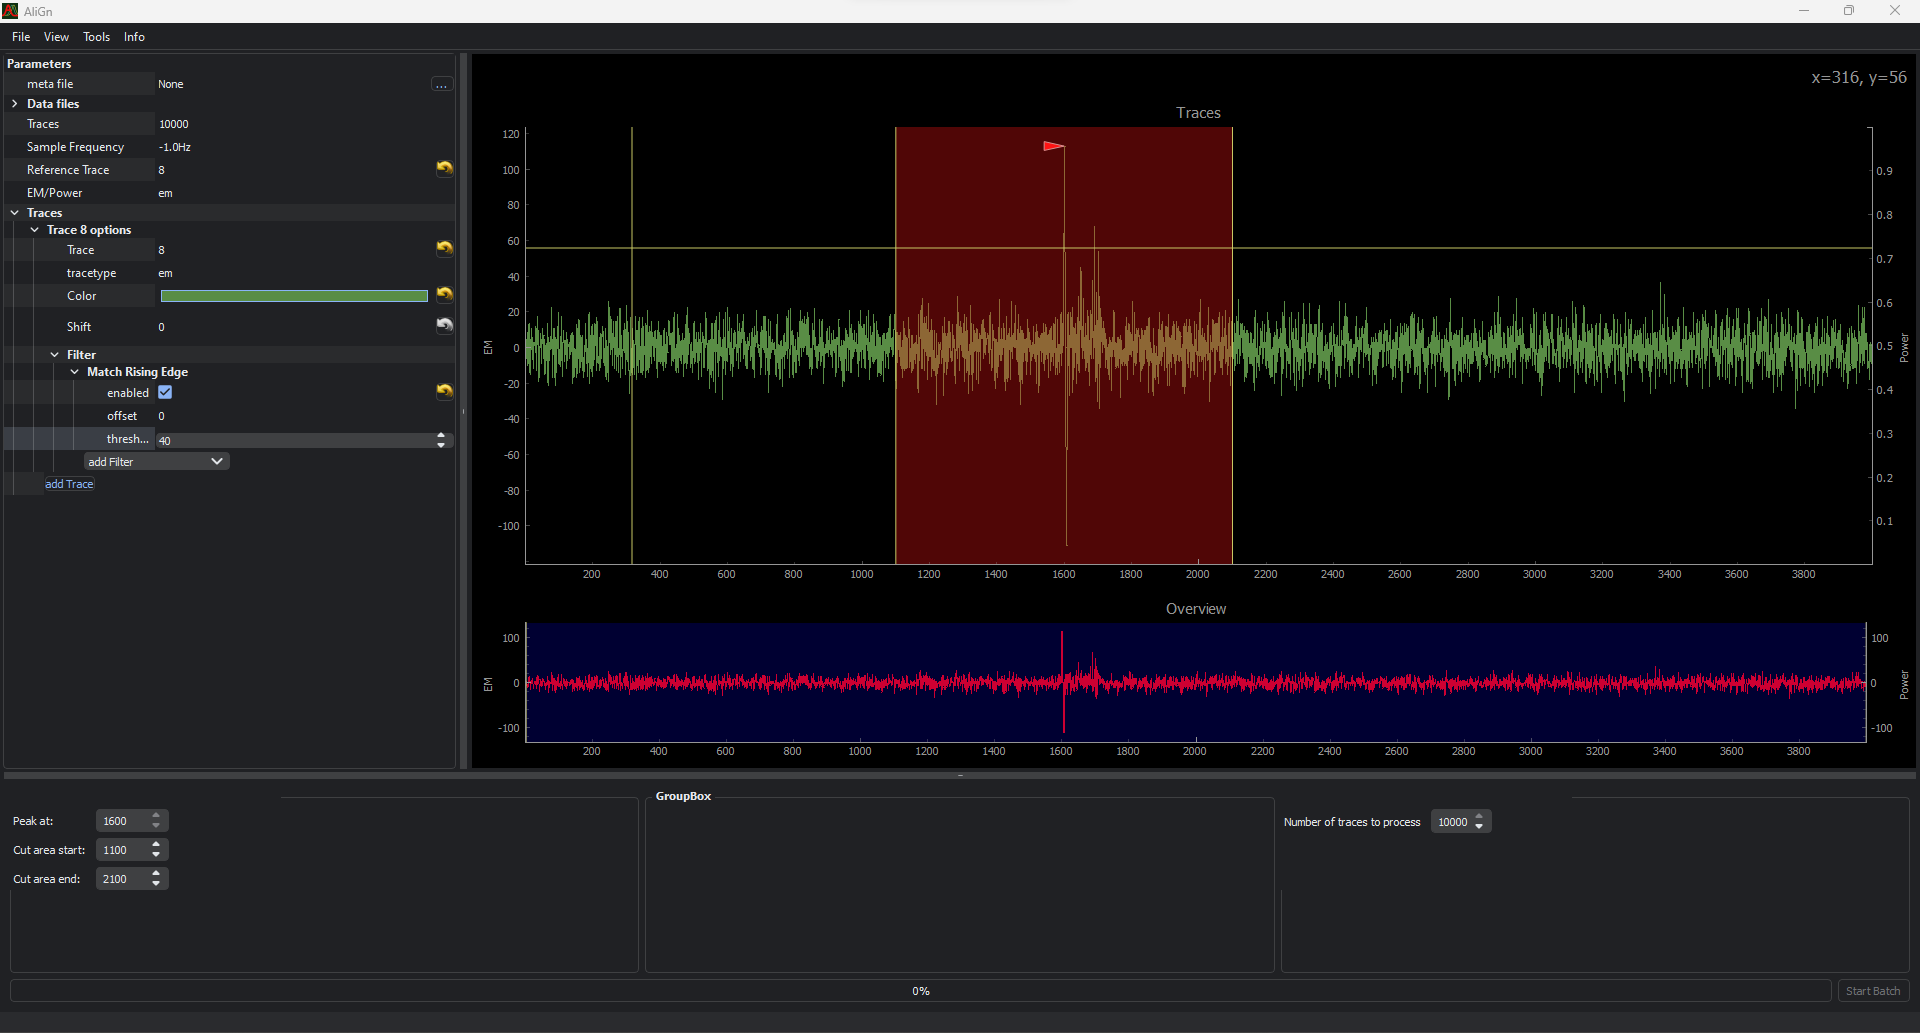 AliGn
File View Tools Info
Parameters
meta file None ...
Data files
Traces 10000
Sample Frequency -1.0Hz
Reference Trace 8
EM/Power em
Traces
Trace 8 options
Trace 8
tracetype em
Color
Shift 0
Filter
Match Rising Edge
enabled
offset 0
thresh... 40
add Filter
add Trace
x=316, y=56
Traces
120
100
80
60
40
20
0
-20
-40
-60
-80
-100
EM
0.9
0.8
0.7
0.6
0.5
0.4
0.3
0.2
0.1
Power
200 400 600 800 1000 1200 1400 1600 1800 2000 2200 2400 2600 2800 3000 3200 3400 3600 3800
Overview
100
0
-100
EM
100
0
-100
Power
200 400 600 800 1000 1200 1400 1600 1800 2000 2200 2400 2600 2800 3000 3200 3400 3600 3800
Peak at: 1600
Cut area start: 1100
Cut area end: 2100
GroupBox
Number of traces to process 10000
0%
Start Batch